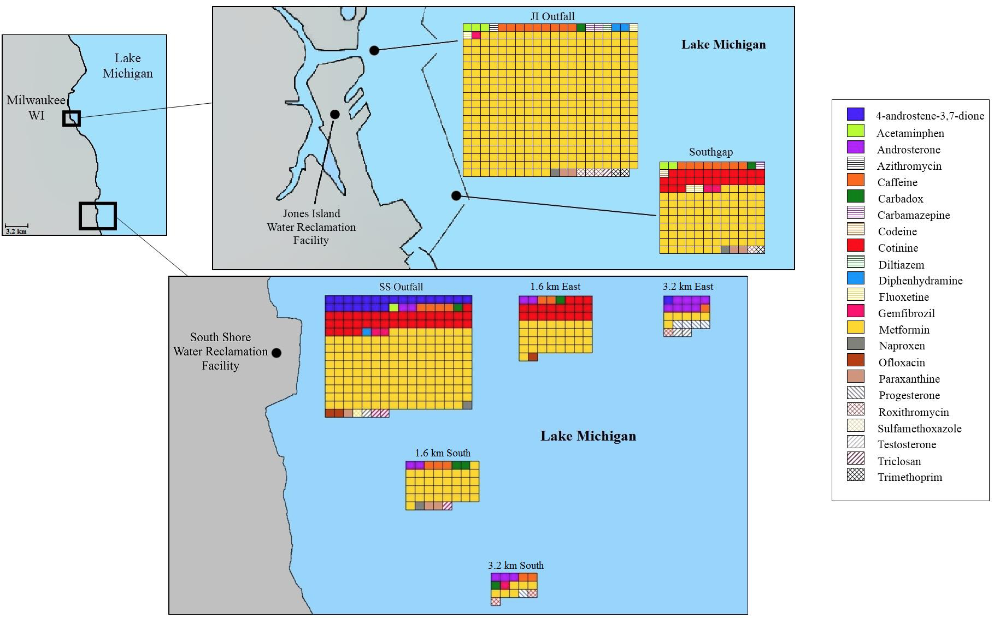 Lake
Michigan
Milwaukee
WI
3.2 km
JI Outfall
Lake Michigan
Southgap
Jones Island
Water Reclamation
Facility
SS Outfall
1.6 km East
3.2 km East
South Shore
Water Reclamation
Facility
Lake Michigan
1.6 km South
3.2 km South
4-androstene-3,7-dione
Acetaminphen
Androsterone
Azithromycin
Caffeine
Carbadox
Carbamazepine
Codeine
Cotinine
Diltiazem
Diphenhydramine
Fluoxetine
Gemfibrozil
Metformin
Naproxen
Ofloxacin
Paraxanthine
Progesterone
Roxithromycin
Sulfamethoxazole
Testosterone
Triclosan
Trimethoprim